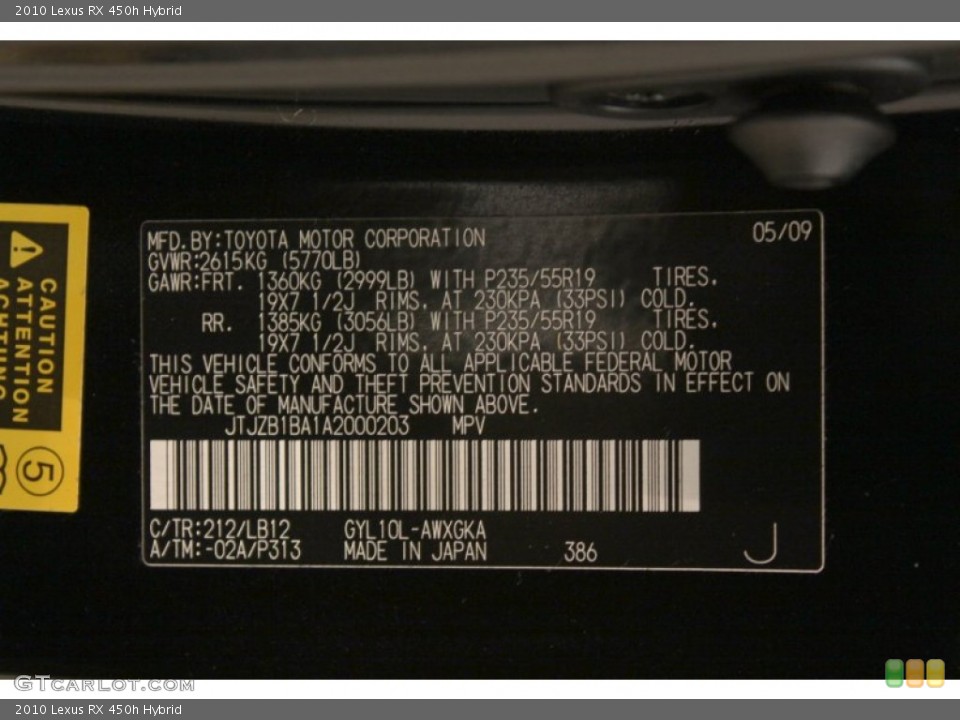 2010 Lexus RX 450h Hybrid
MFD. BY:TOYOTA MOTOR CORPORATION 05/09
GVWR:2615KG (5770LB)
GAWR:FRT. 1360KG (2999LB) WITH P235/55R19 TIRES,
19X7 1/2J RIMS, AT 230KPA (33PSI) COLD.
RR. 1385KG (3056LB) WITH P235/55R19 TIRES,
19X7 1/2J RIMS, AT 230KPA (33PSI) COLD.
THIS VEHICLE CONFORMS TO ALL APPLICABLE FEDERAL MOTOR
VEHICLE SAFETY AND THEFT PREVENTION STANDARDS IN EFFECT ON
THE DATE OF MANUFACTURE SHOWN ABOVE.
JTJZB1BA1A2000203 MPV
C/TR:212/LB12 GYL10L-AWXGKA
A/TM:-02A/P313 MADE IN JAPAN 386 J
CAUTION
ATTENTION
ACHTUNG
5
GTCARLOT.COM
2010 Lexus RX 450h Hybrid